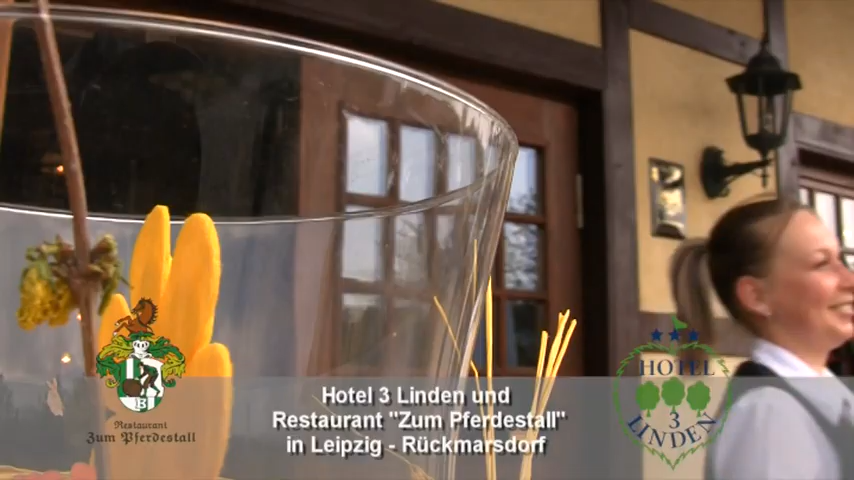 Hotel 3 Linden und
Restaurant "Zum Pferdestall"
in Leipzig - Rückmarsdorf
B
Restaurant
Zum Pferdestall
HOTEL
3
LINDEN